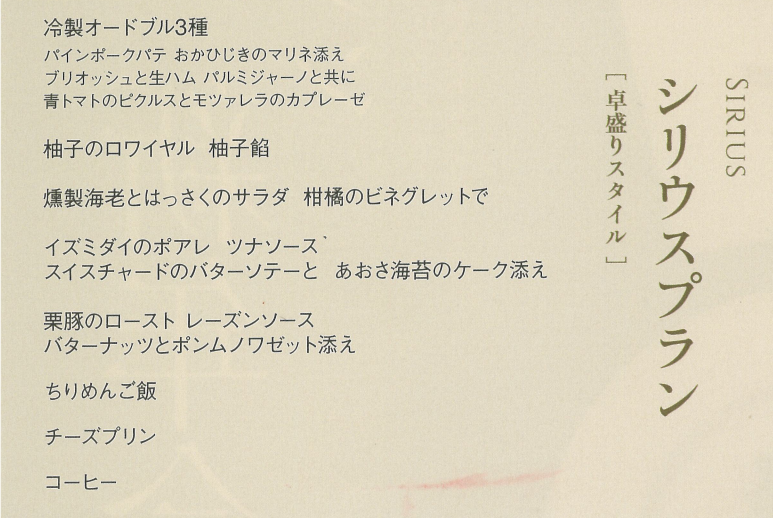 SIRIUS
シリウスプラン
［卓盛りスタイル］
冷製オードブル3種
パインポークパテ おかひじきのマリネ添え
ブリオッシュと生ハム パルミジャーノと共に
青トマトのピクルスとモツァレラのカプレーゼ
柚子のロワイヤル 柚子餡
燻製海老とはっさくのサラダ 柑橘のビネグレットで
イズミダイのポアレ ツナソース
スイスチャードのバターソテーと あおさ海苔のケーク添え
栗豚のロースト レーズンソース
バターナッツとポンムノワゼット添え
ちりめんご飯
チーズプリン
コーヒー